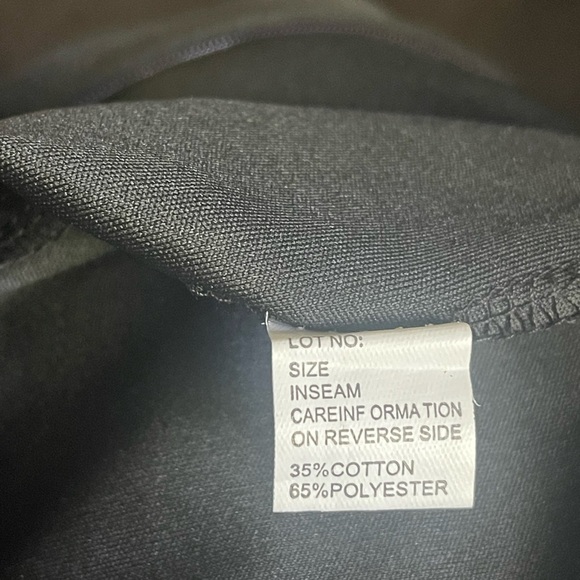 LOT NO:
SIZE
INSEAM
CAREINF ORMATION
ON REVERSE SIDE
35%COTTON
65%POLYESTER